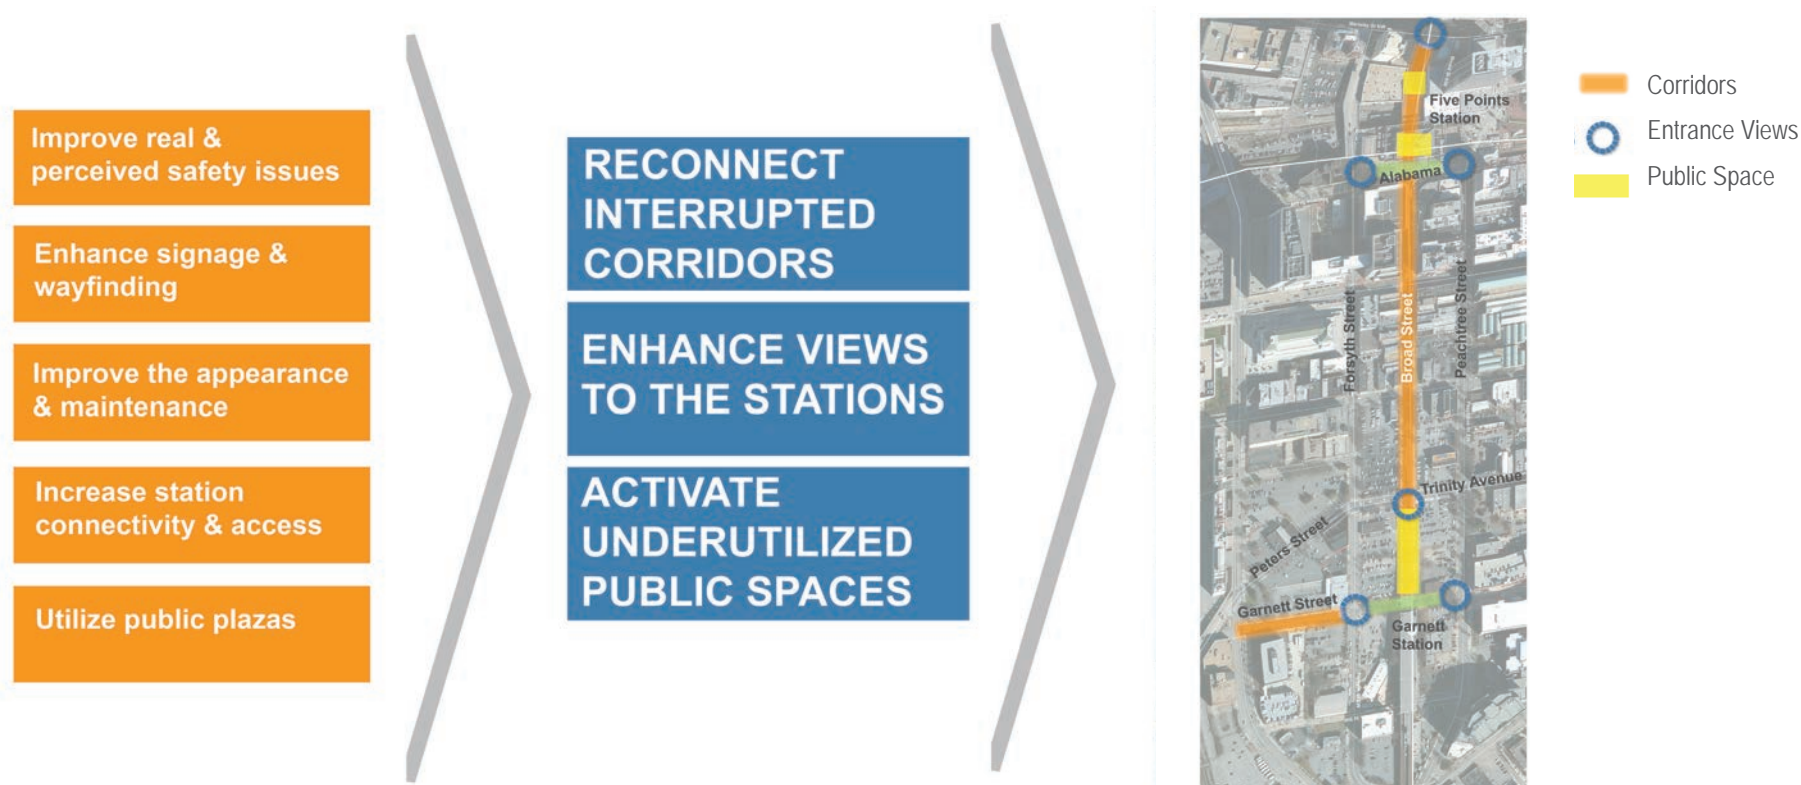 Improve real &
perceived safety issues
Enhance signage &
wayfinding
Improve the appearance
& maintenance
Increase station
connectivity & access
Utilize public plazas
RECONNECT
INTERRUPTED
CORRIDORS
ENHANCE VIEWS
TO THE STATIONS
ACTIVATE
UNDERUTILIZED
PUBLIC SPACES
Five Points
Station
Alabama
Forsyth Street
Broad Street
Peachtree Street
Trinity Avenue
Peters Street
Garnett Street
Garnett
Station
Corridors
Entrance Views
Public Space